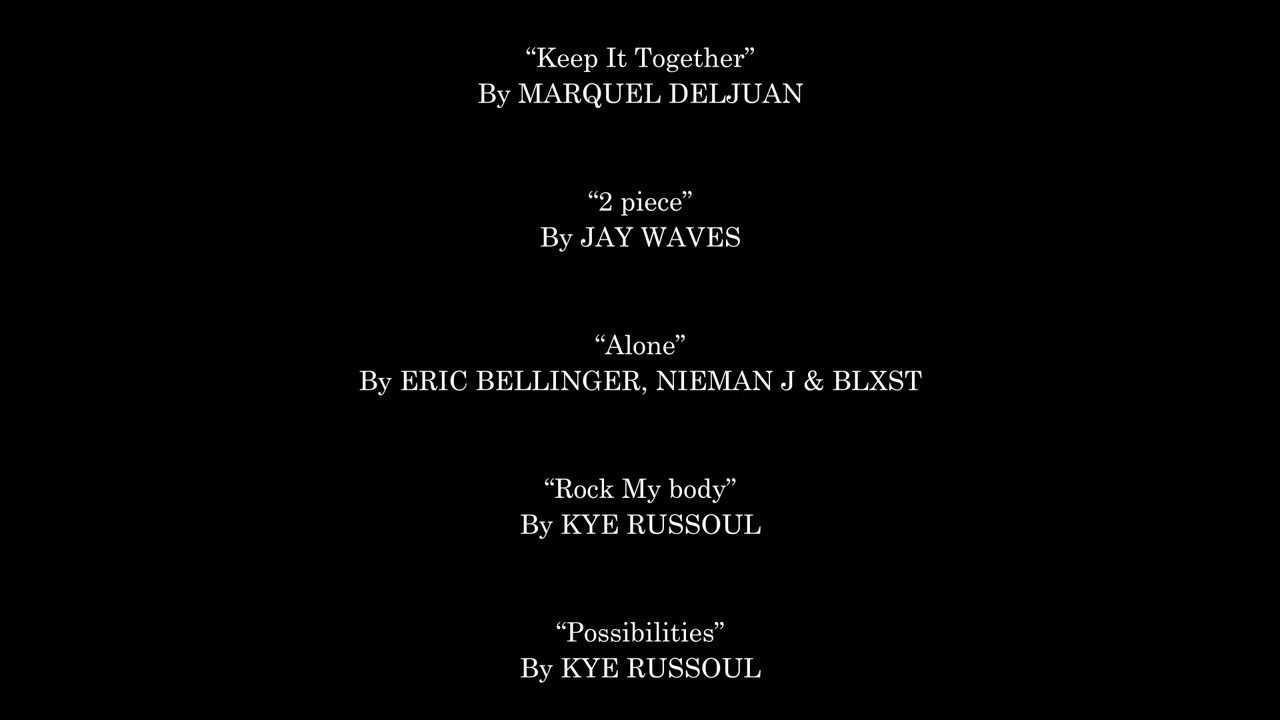 “Keep It Together”
By MARQUEL DELJUAN
“2 piece”
By JAY WAVES
“Alone”
By ERIC BELLINGER, NIEMAN J & BLXST
“Rock My body”
By KYE RUSSOUL
“Possibilities”
By KYE RUSSOUL